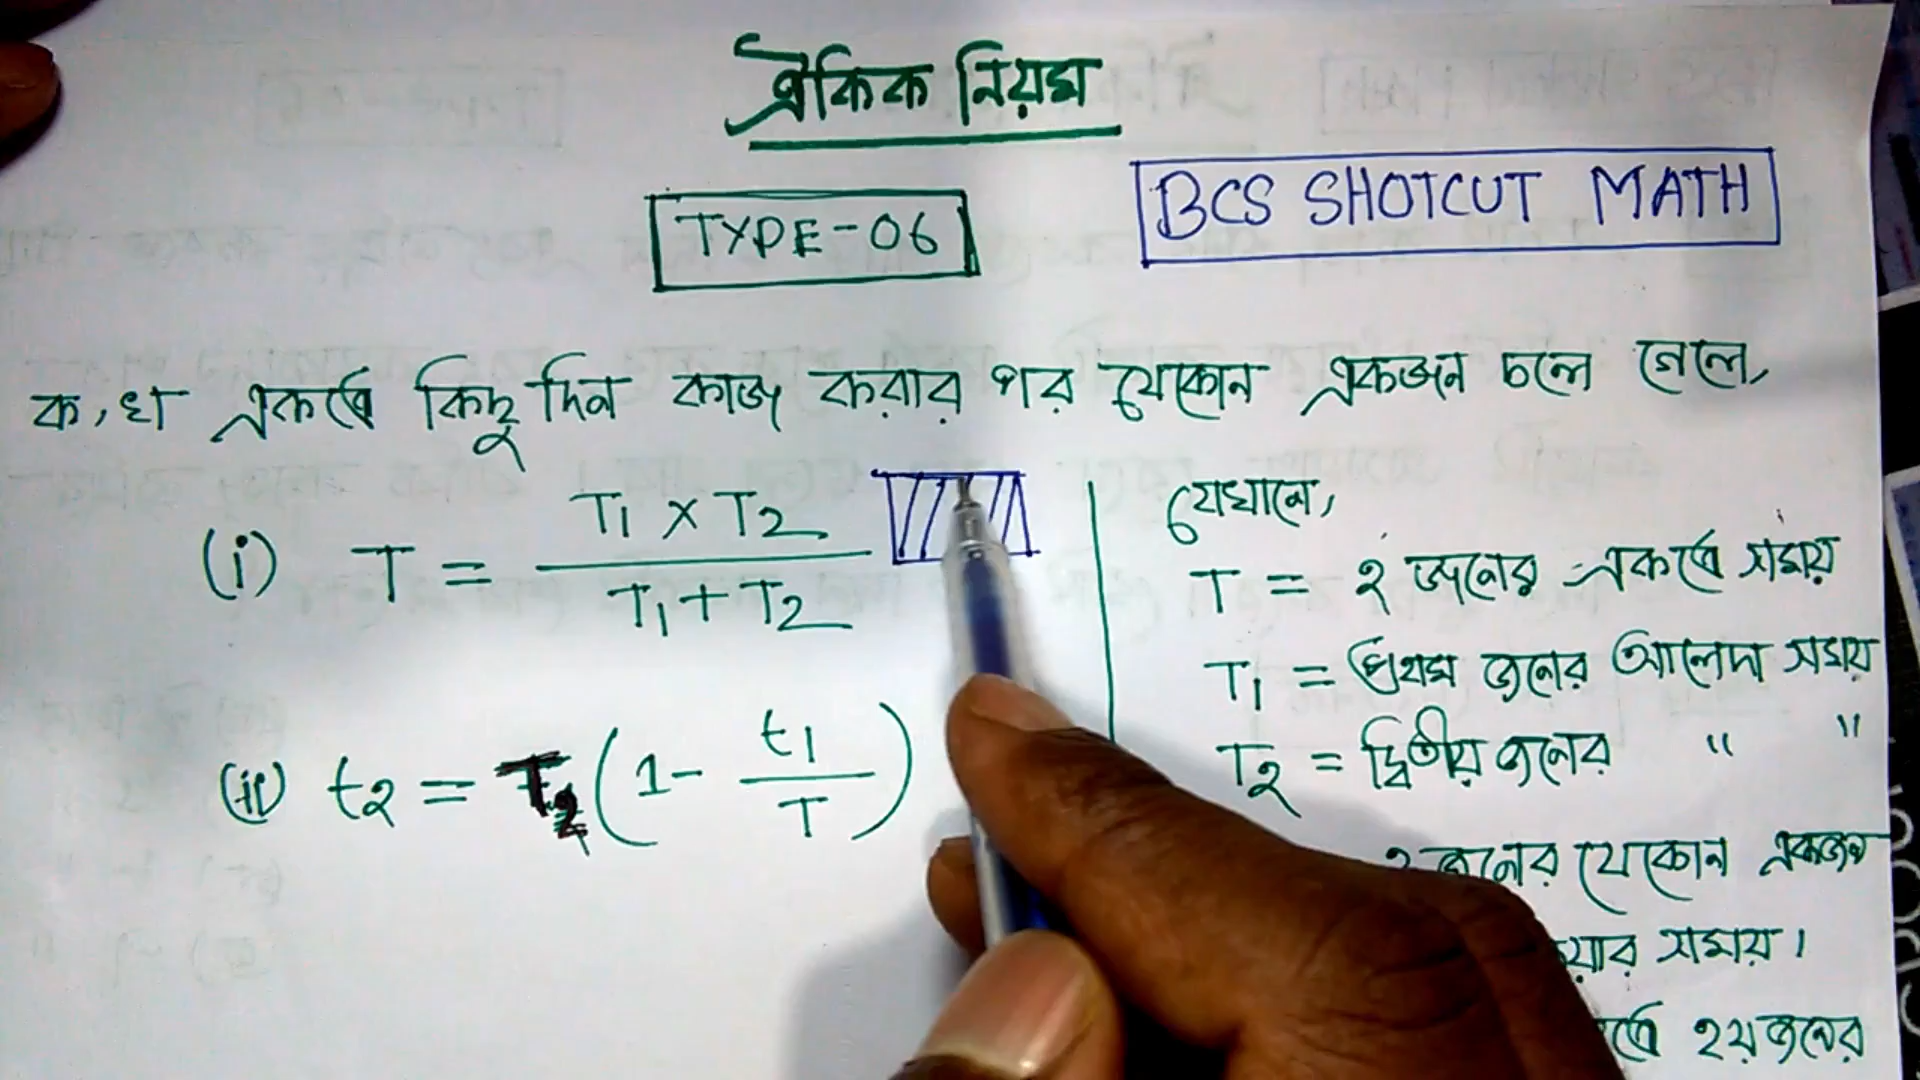 ঐকিক নিয়ম
TYPE-06
BCS SHOTCUT MATH
ক, খ একত্রে কিছু দিন কাজ করার পর যেকোন একজন চলে গেলে,
(i) T = T1 × T2 / T1 + T2
(ii) t2 = T2 (1 - t1 / T)
যেখানে,
T = ২ জনের একত্রে সময়
T1 = প্রথম জনের আলেদা সময়
T2 = দ্বিতীয় জনের " "
জনের যেকোন একজন
সময়।
২য় জনের